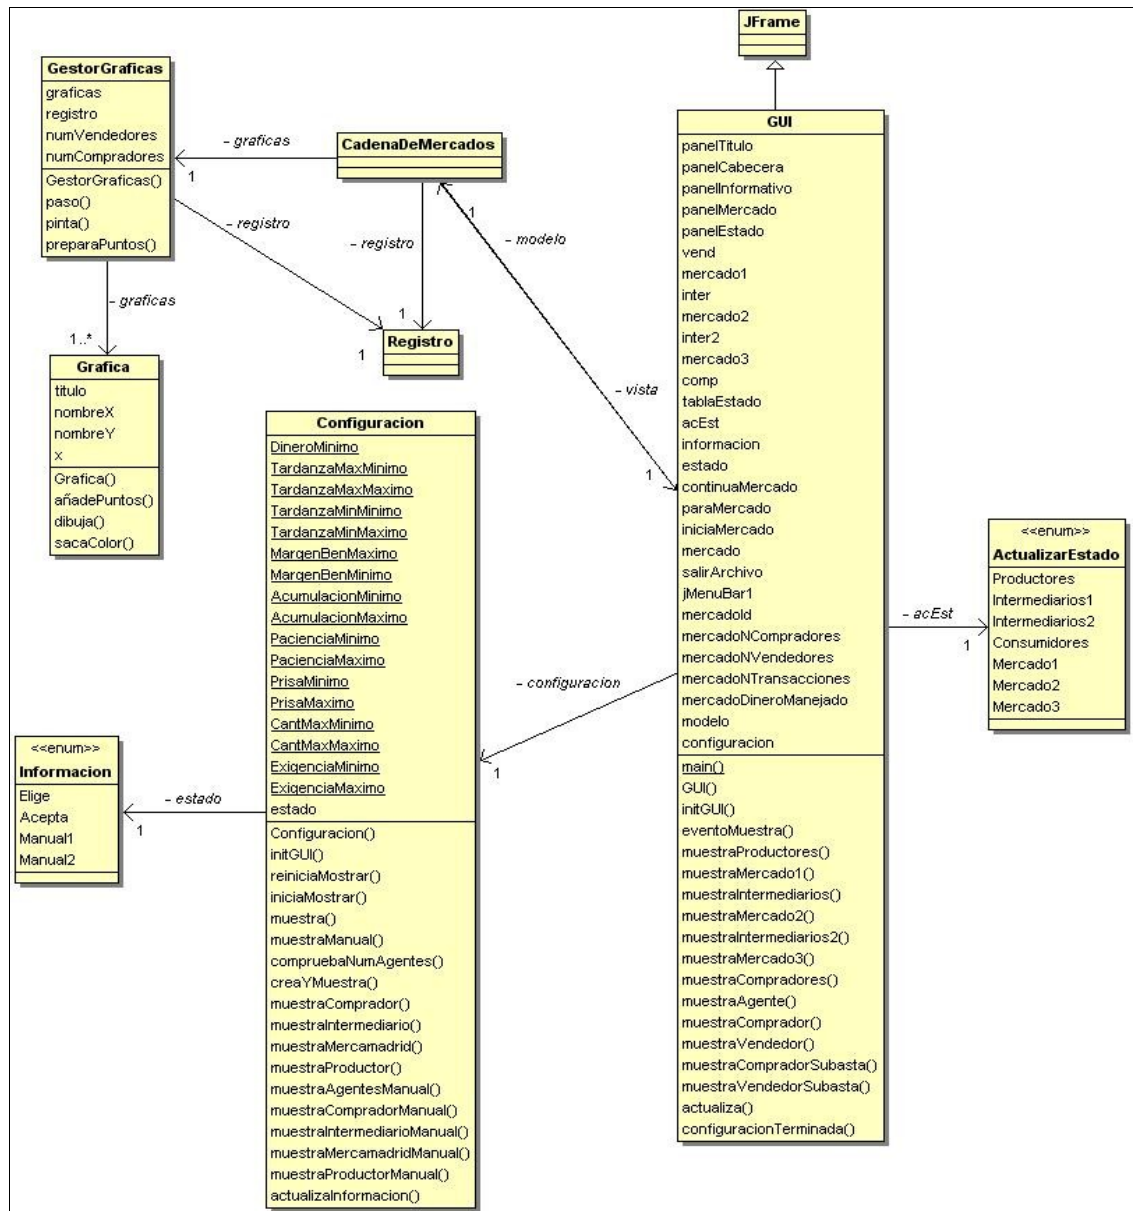 JFrame
GestorGraficas
graficas
registro
numVendedores
numCompradores
GestorGraficas()
paso()
pinta()
preparaPuntos()
- graficas
1
CadenaDeMercados
- registro
- registro
1
- modelo
- graficas
1..*
1
1
Registro
- vista
1
Grafica
titulo
nombreX
nombreY
x
Grafica()
añadePuntos()
dibuja()
sacaColor()
Configuracion
DineroMinimo
TardanzaMaxMinimo
TardanzaMaxMaximo
TardanzaMinMinimo
TardanzaMinMaximo
MargenBenMaximo
MargenBenMinimo
AcumulacionMinimo
AcumulacionMaximo
PacienciaMinimo
PacienciaMaximo
PrisaMinimo
PrisaMaximo
CantMaxMinimo
CantMaxMaximo
ExigenciaMinimo
ExigenciaMaximo
estado
Configuracion()
initGUI()
reiniciaMostrar()
iniciaMostrar()
muestra()
muestraManual()
compruebaNumAgentes()
creaYMuestra()
muestraComprador()
muestraIntermediario()
muestraMercamadrid()
muestraProductor()
muestraAgentesManual()
muestraCompradorManual()
muestraIntermediarioManual()
muestraMercamadridManual()
muestraProductorManual()
actualizaInformacion()
<<enum>>
Informacion
Elige
Acepta
Manual1
Manual2
- estado
1
- configuracion
1
GUI
panelTitulo
panelCabecera
panelInformativo
panelMercado
panelEstado
vend
mercado1
inter
mercado2
inter2
mercado3
comp
tablaEstado
acEst
informacion
estado
continuaMercado
paraMercado
iniciaMercado
mercado
salirArchivo
jMenuBar1
mercadoId
mercadoNCompradores
mercadoNVendedores
mercadoNTransacciones
mercadoDineroManejado
modelo
configuracion
main()
GUI()
initGUI()
eventoMuestra()
muestraProductores()
muestraMercado1()
muestraIntermediarios()
muestraMercado2()
muestraIntermediarios2()
muestraMercado3()
muestraCompradores()
muestraAgente()
muestraComprador()
muestraVendedor()
muestraCompradorSubasta()
muestraVendedorSubasta()
actualiza()
configuracionTerminada()
- acEst
1
<<enum>>
ActualizarEstado
Productores
Intermediarios1
Intermediarios2
Consumidores
Mercado1
Mercado2
Mercado3